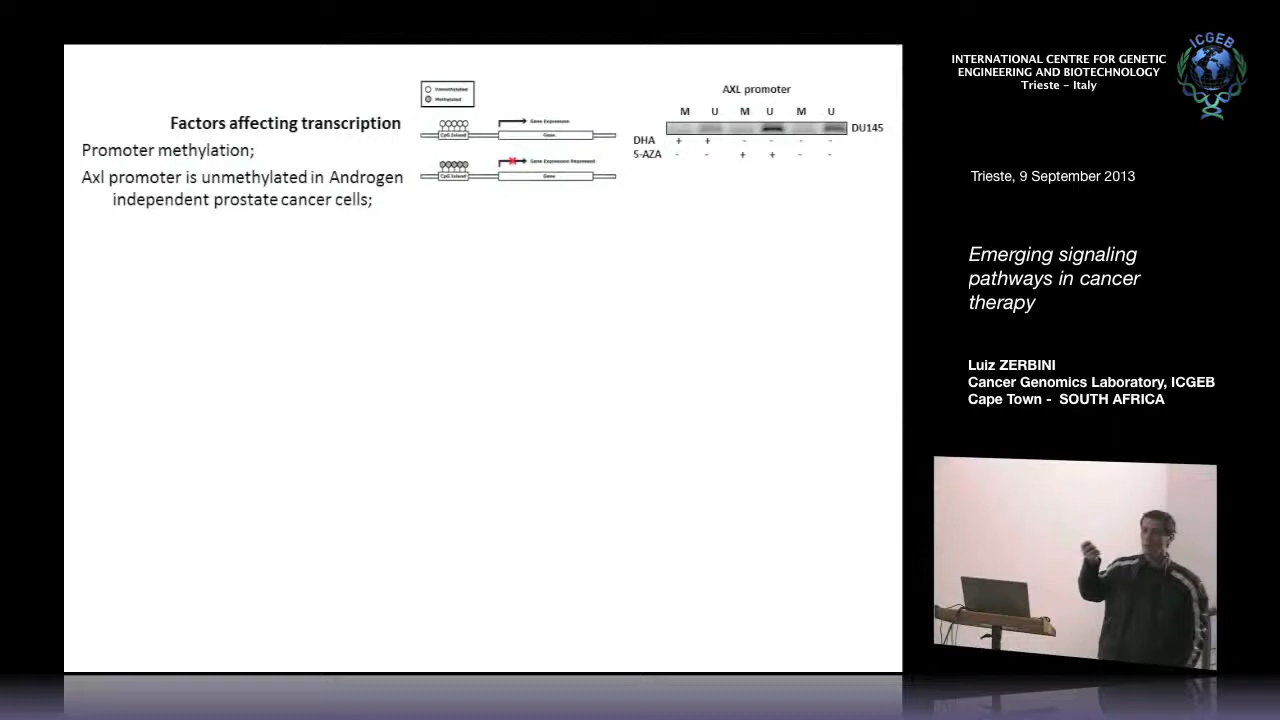 Factors affecting transcription
Promoter methylation;
Axl promoter is unmethylated in Androgen
independent prostate cancer cells;
Unmethylated
Methylated
CpG Island
Gene Expression
Gene
CpG Island
Gene Expression Repressed
Gene
AXL promoter
M U M U M U
DU145
DHA + + - - - -
5-AZA - - + + - -
ICGEB
INTERNATIONAL CENTRE FOR GENETIC
ENGINEERING AND BIOTECHNOLOGY
Trieste - Italy
Trieste, 9 September 2013
Emerging signaling
pathways in cancer
therapy
Luiz ZERBINI
Cancer Genomics Laboratory, ICGEB
Cape Town - SOUTH AFRICA